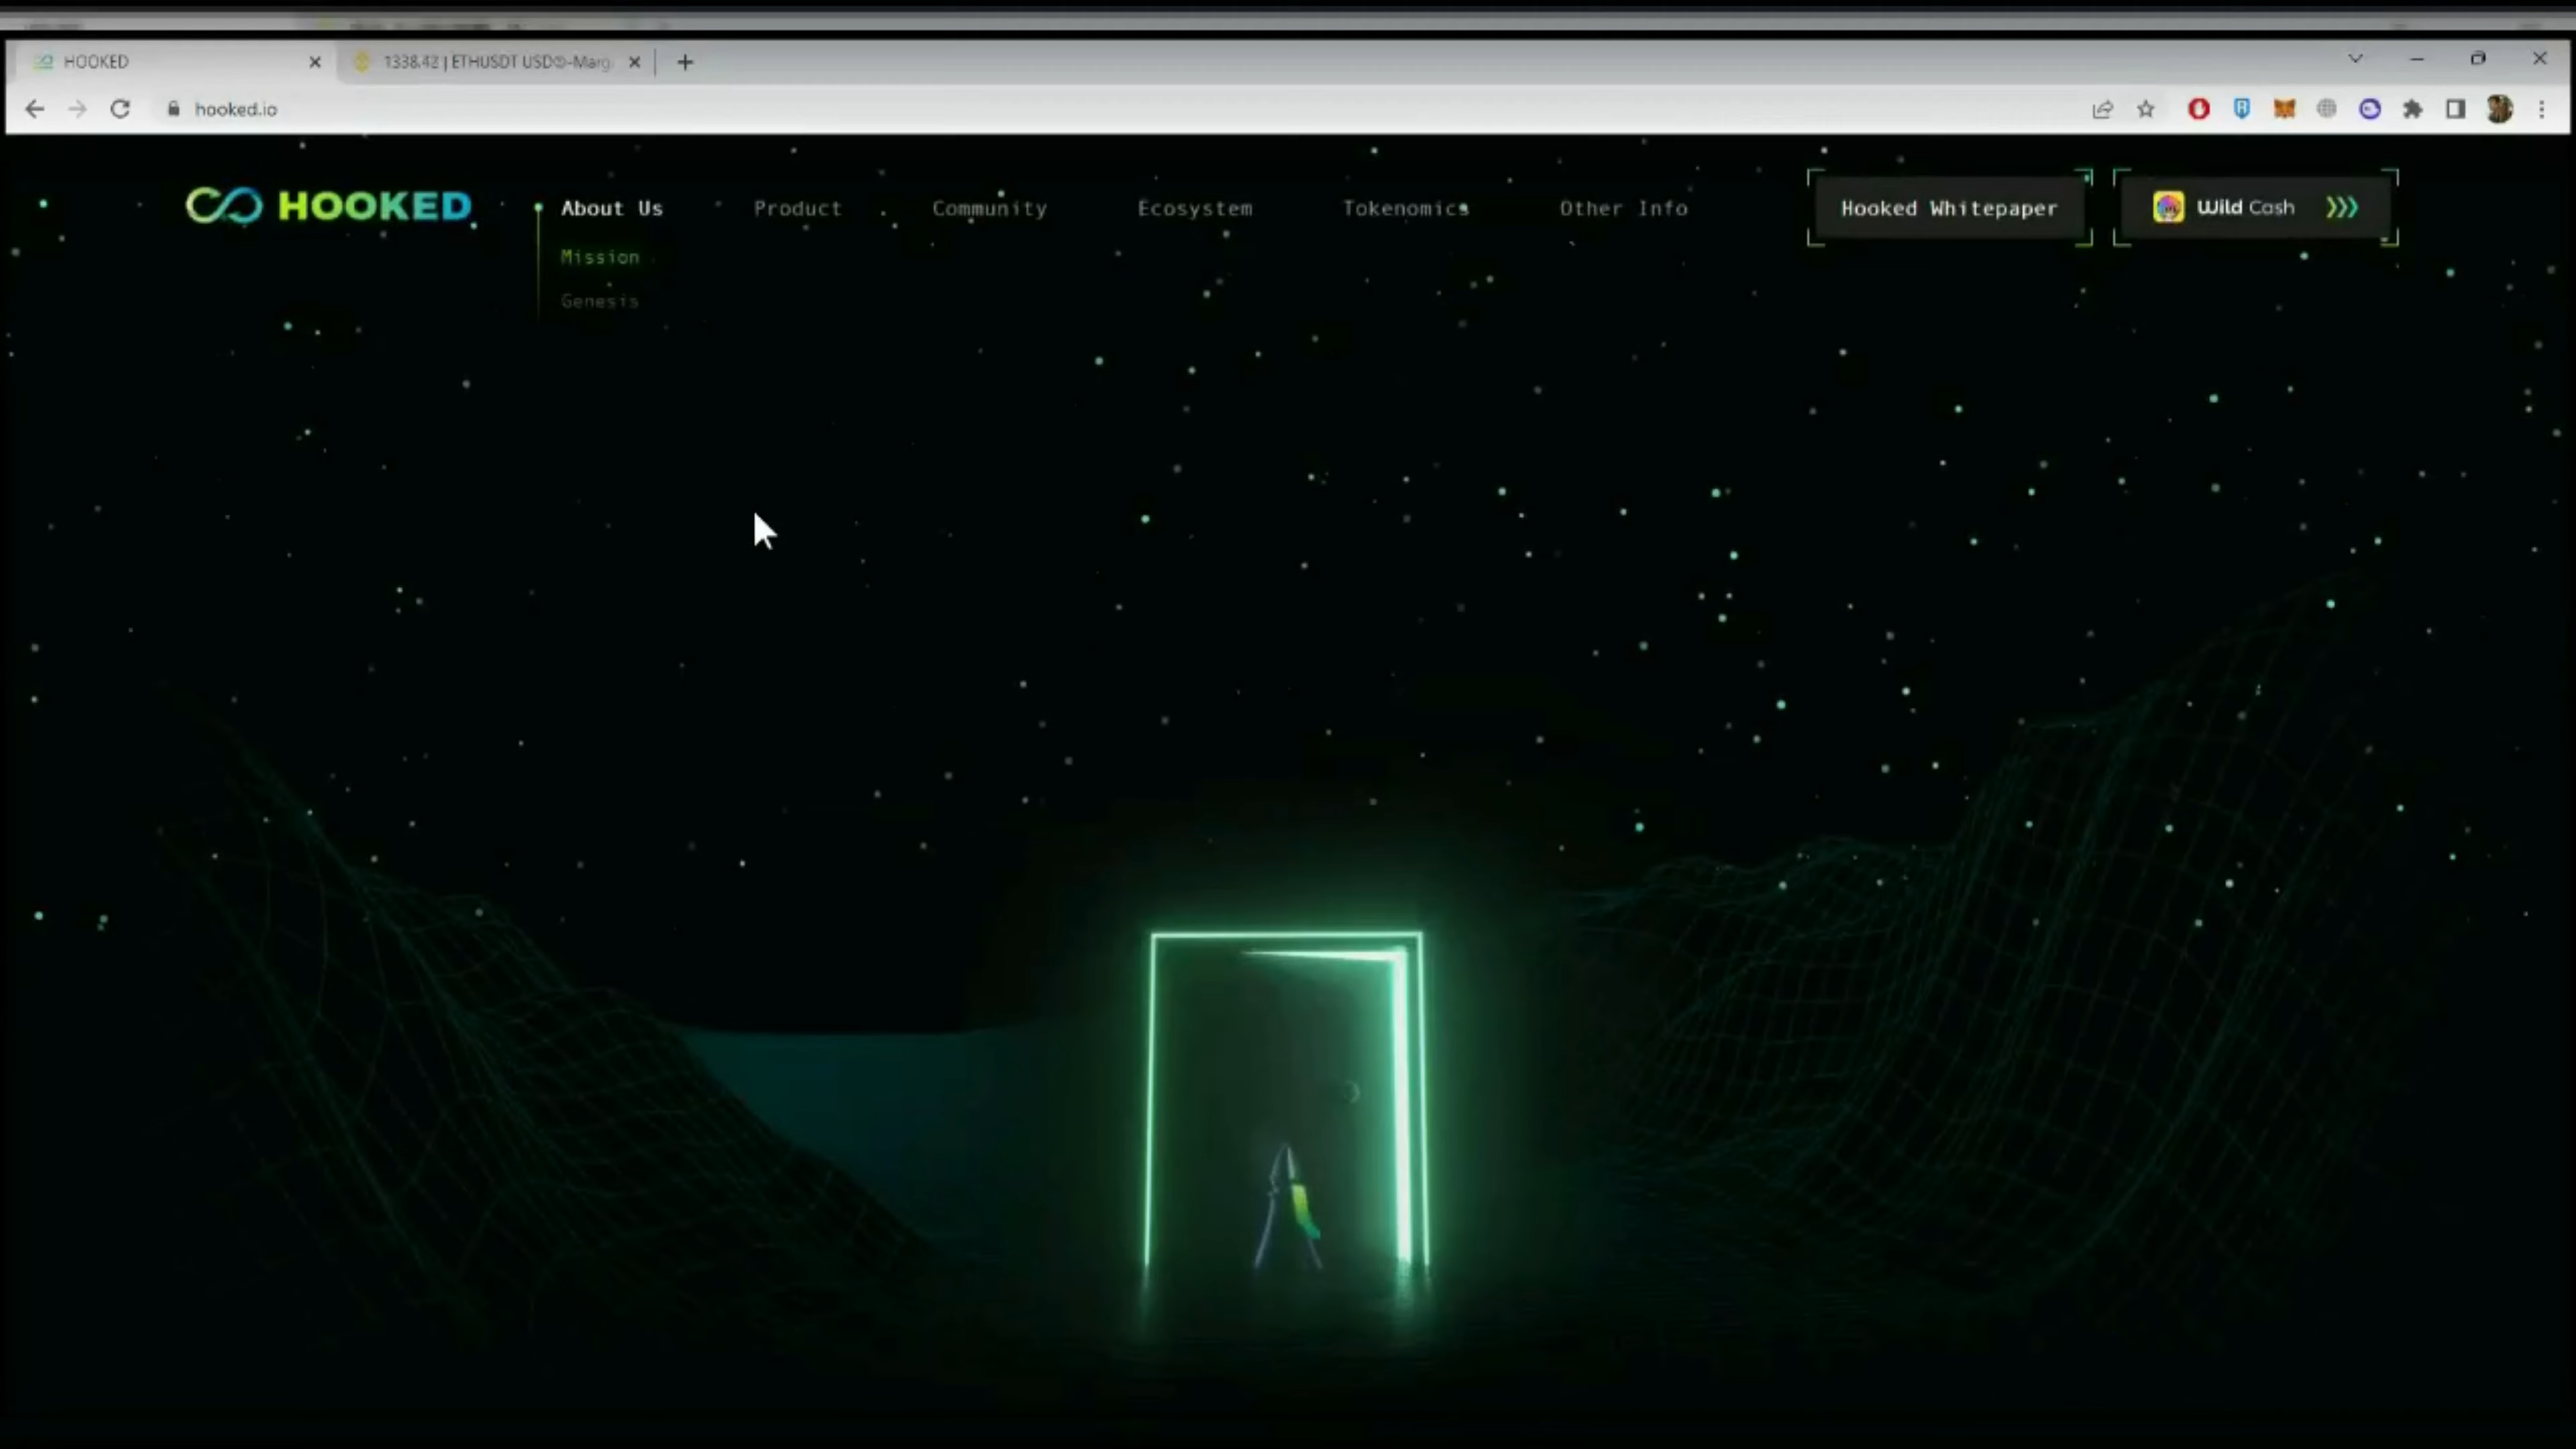 HOOKED
1338.42 | ETHUSDT USD®-Marg
hooked.io
HOOKED
About Us
Product
Community
Ecosystem
Tokenomics
Other Info
Hooked Whitepaper
Wild Cash
Mission
Genesis